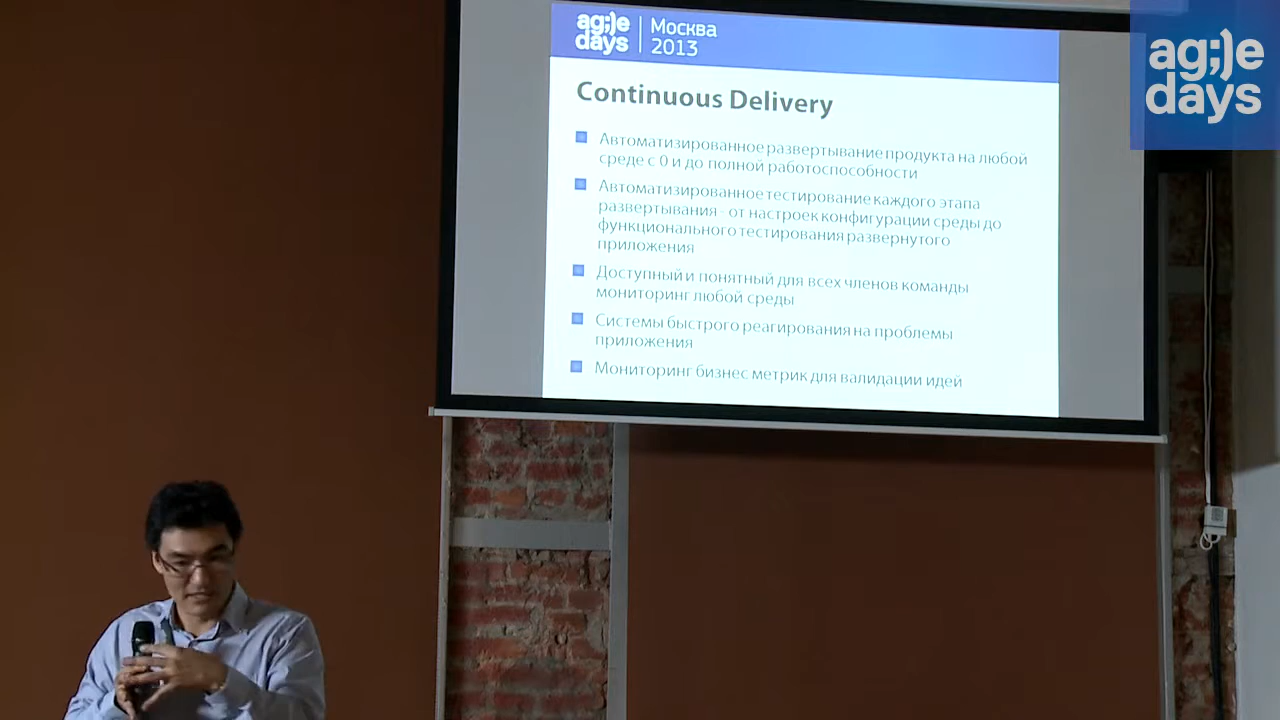 ag;)e
days
Москва
2013
ag;)e
days
Continuous Delivery
Автоматизированное развертывание продукта на любой
среде с 0 и до полной работоспособности
Автоматизированное тестирование каждого этапа
развертывания - от настроек конфигурации среды до
функционального тестирования развернутого
приложения
Доступный и понятный для всех членов команды
мониторинг любой среды
Системы быстрого реагирования на проблемы
приложения
Мониторинг бизнес метрик для валидации идей